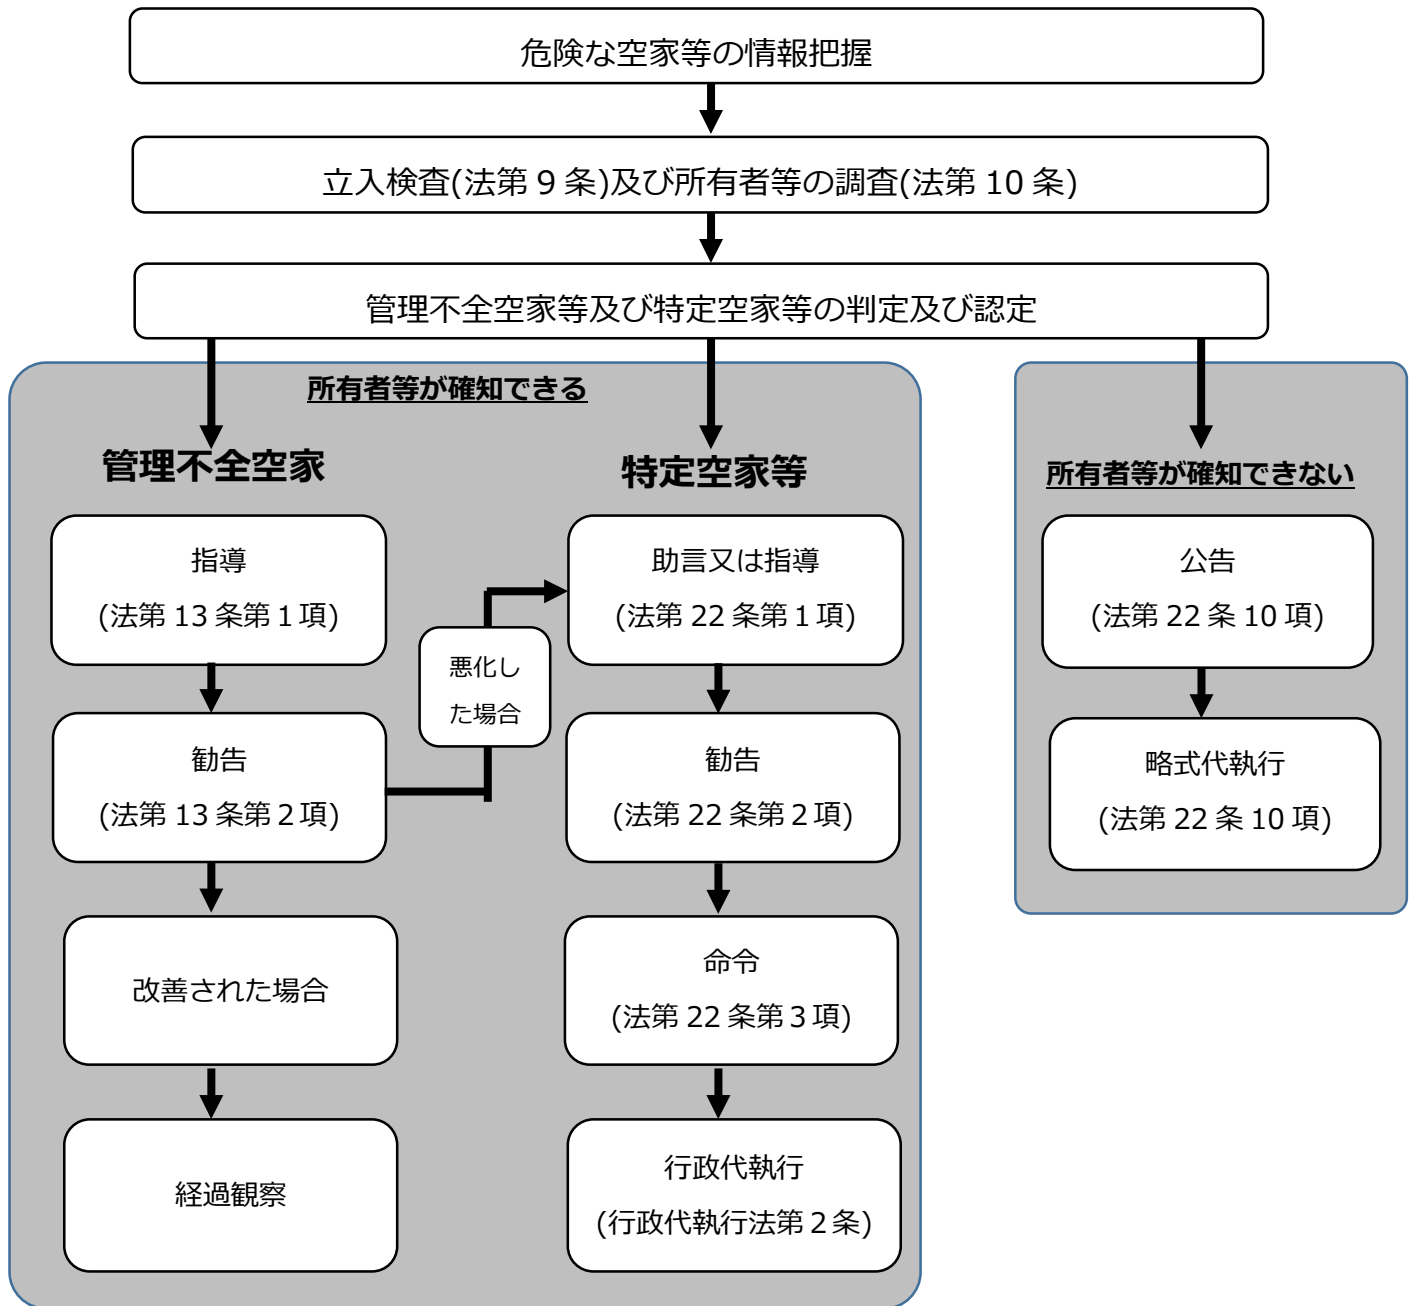 危険な空家等の情報把握
立入検査(法第 9 条)及び所有者等の調査(法第 10 条)
管理不全空家等及び特定空家等の判定及び認定
所有者等が確知できる
管理不全空家
指導
(法第 13 条第 1 項)
勧告
(法第 13 条第 2 項)
改善された場合
経過観察
悪化し
た場合
特定空家等
助言又は指導
(法第 22 条第 1 項)
勧告
(法第 22 条第 2 項)
命令
(法第 22 条第 3 項)
行政代執行
(行政代執行法第 2 条)
所有者等が確知できない
公告
(法第 22 条 10 項)
略式代執行
(法第 22 条 10 項)